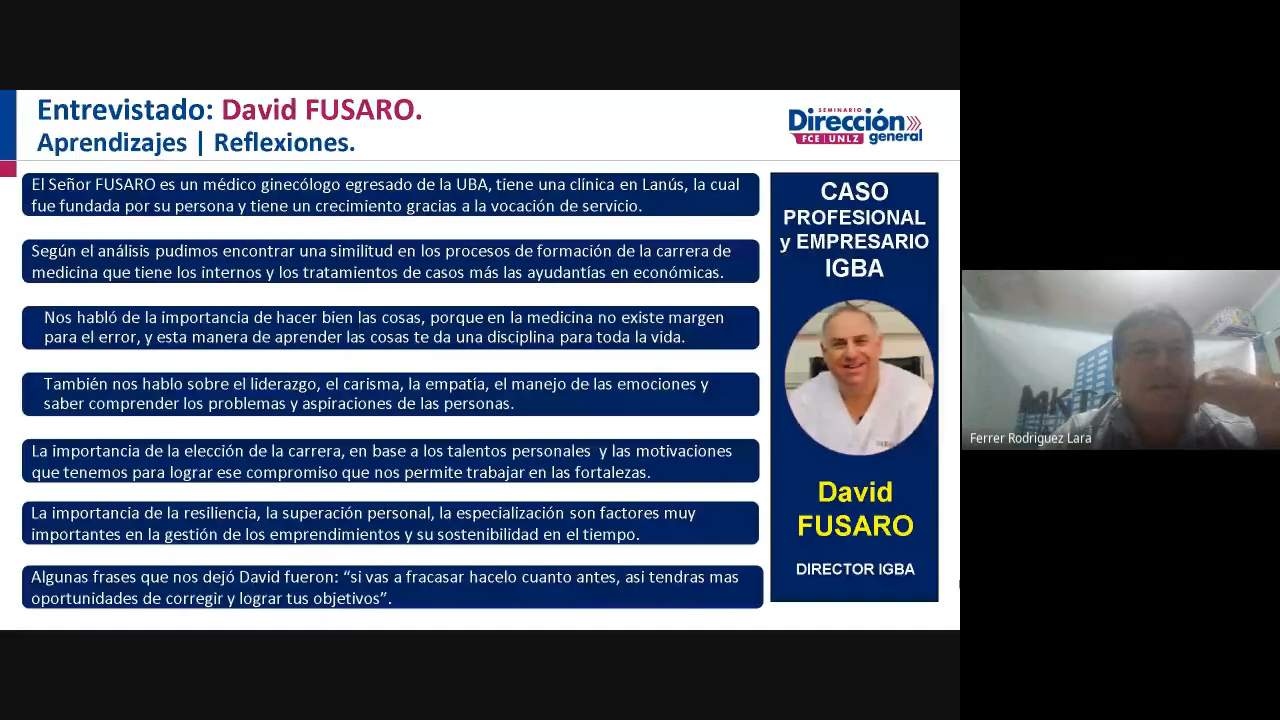 Entrevistado: David FUSARO.
Aprendizajes | Reflexiones.
SEMINARIO
Dirección
FCE | UNLZ general
El Señor FUSARO es un médico ginecólogo egresado de la UBA, tiene una clínica en Lanús, la cual
fue fundada por su persona y tiene un crecimiento gracias a la vocación de servicio.
Según el análisis pudimos encontrar una similitud en los procesos de formación de la carrera de
medicina que tiene los internos y los tratamientos de casos más las ayudantías en económicas.
Nos habló de la importancia de hacer bien las cosas, porque en la medicina no existe margen
para el error, y esta manera de aprender las cosas te da una disciplina para toda la vida.
También nos hablo sobre el liderazgo, el carisma, la empatía, el manejo de las emociones y
saber comprender los problemas y aspiraciones de las personas.
La importancia de la elección de la carrera, en base a los talentos personales y las motivaciones
que tenemos para lograr ese compromiso que nos permite trabajar en las fortalezas.
La importancia de la resiliencia, la superación personal, la especialización son factores muy
importantes en la gestión de los emprendimientos y su sostenibilidad en el tiempo.
Algunas frases que nos dejó David fueron: “si vas a fracasar hacelo cuanto antes, asi tendras mas
oportunidades de corregir y lograr tus objetivos”.
CASO
PROFESIONAL
y EMPRESARIO
IGBA
David
FUSARO
DIRECTOR IGBA
MKT
Ferrer Rodriguez Lara